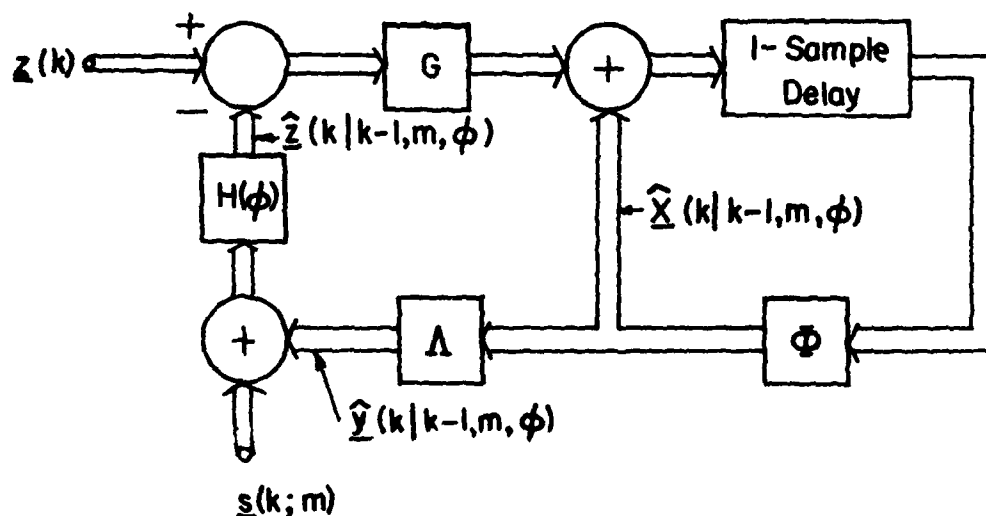 +
z(k)
−
G
+
1-Sample
Delay
ẑ(k|k-1,m,ϕ)
H(ϕ)
x̂(k|k-1,m,ϕ)
+
Λ
Φ
ŷ(k|k-1,m,ϕ)
s(k;m)